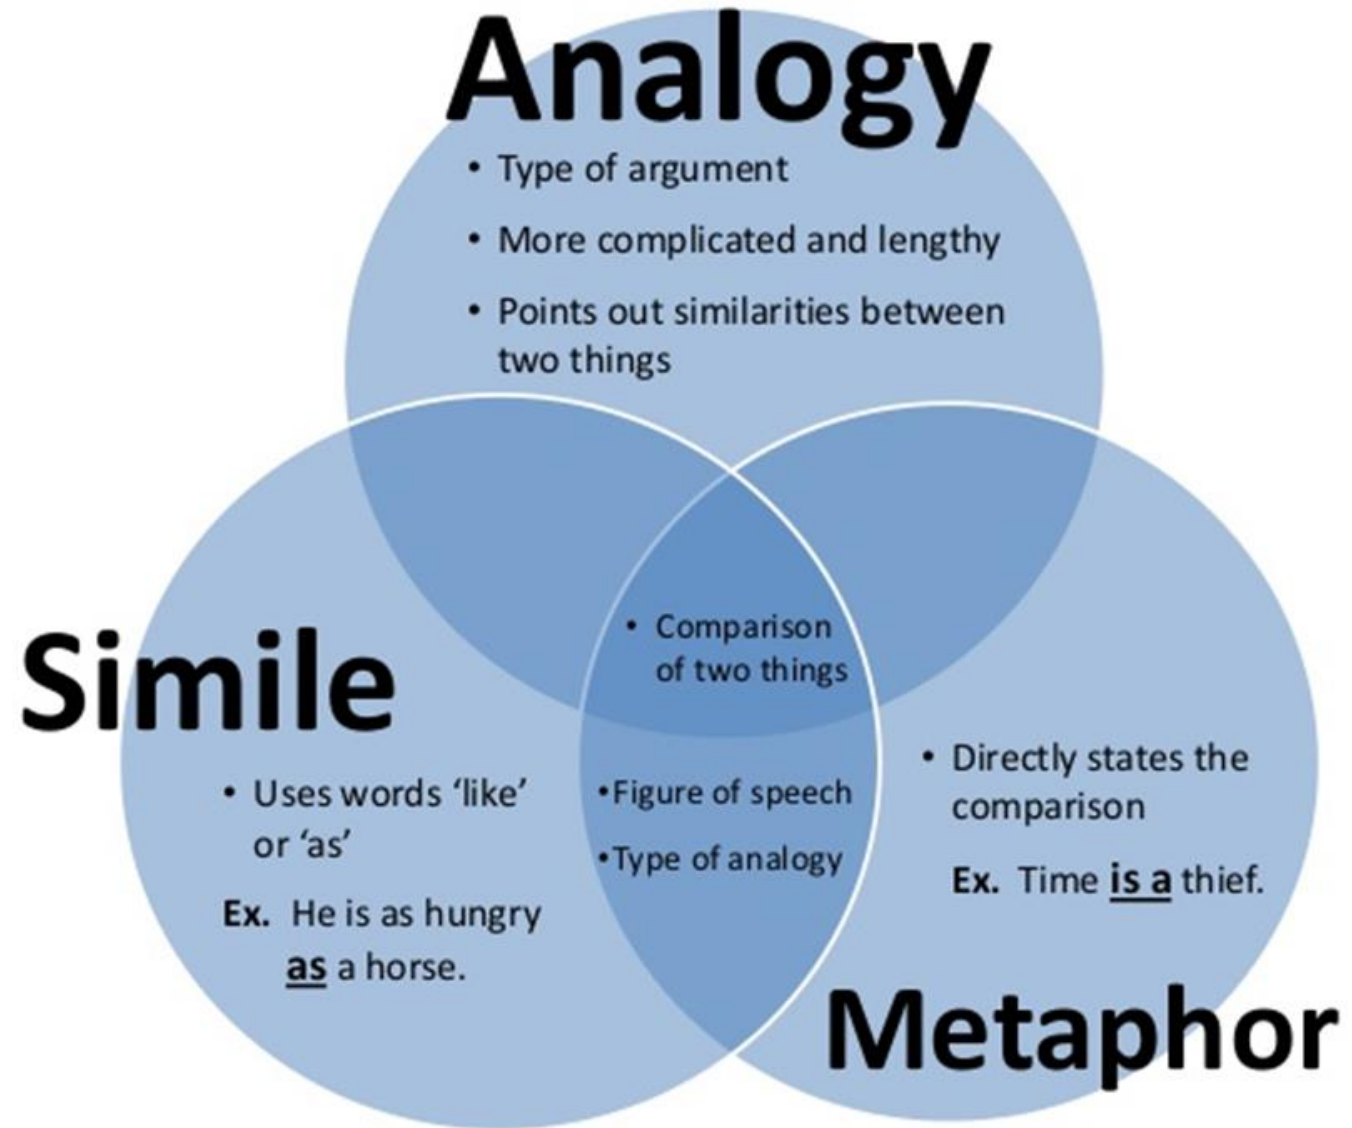 Analogy
• Type of argument
• More complicated and lengthy
• Points out similarities between
two things
Simile
• Uses words ‘like’
or ‘as’
Ex. He is as hungry
as a horse.
• Comparison
of two things
•Figure of speech
•Type of analogy
• Directly states the
comparison
Ex. Time is a thief.
Metaphor